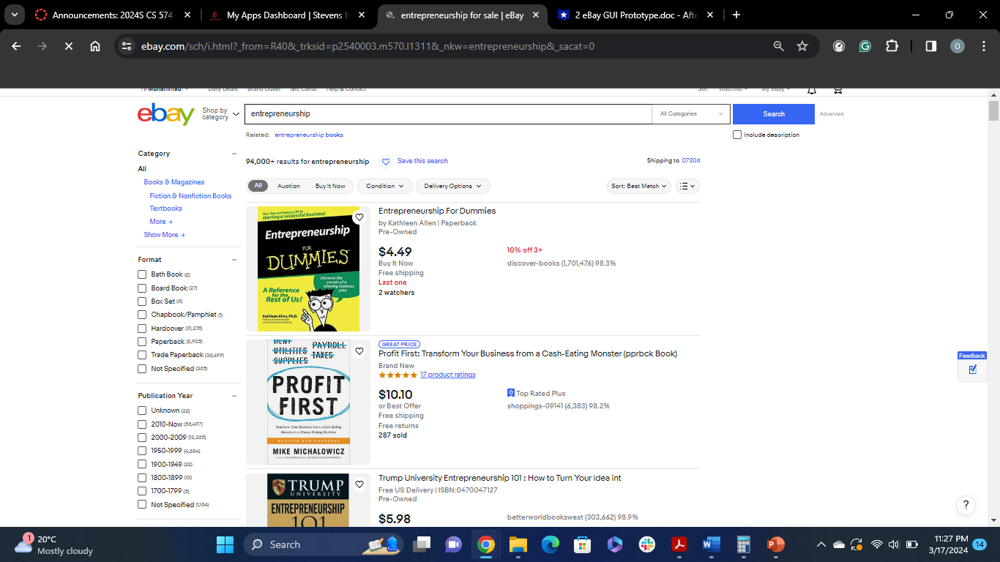 Announcements: 2024S CS 574
My Apps Dashboard | Stevens I
entrepreneurship for sale | eBay
2 eBay GUI Prototype.doc - Afte
ebay.com/sch/i.html?_from=R40&_trksid=p2540003.m570.l1311&_nkw=entrepreneurship&_sacat=0
O
Hi Muhammad! Daily Deals Brand Outlet Gift Cards Help & Contact
Sell Watchlist My eBay
ebay
Shop by category
entrepreneurship
All Categories
Search
Advanced
Related: entrepreneurship books
Include description
Category
All
Books & Magazines
Fiction & Nonfiction Books
Textbooks
More +
Show More +
Format
Bath Book (2)
Board Book (27)
Box Set (6)
Chapbook/Pamphlet (1)
Hardcover (31,276)
Paperback (8,908)
Trade Paperback (36,499)
Not Specified (365)
Publication Year
Unknown (22)
2010-Now (56,497)
2000-2009 (12,265)
1950-1999 (4,684)
1900-1949 (22)
1800-1899 (10)
1700-1799 (5)
Not Specified (1,164)
94,000+ results for entrepreneurship
Save this search
Shipping to 07306
All
Auction
Buy It Now
Condition
Delivery Options
Sort: Best Match
Your fun and easy guide to
starting a successful business!
Entrepreneurship
FOR
DUMMIES
Discover the
secrets of a
winning business
plan
A Reference
for the
Rest of Us!
Kathleen Allen, Ph.D.
Entrepreneurship For Dummies
by Kathleen Allen | Paperback
Pre-Owned
$4.49
Buy It Now
Free shipping
Last one
2 watchers
10% off 3+
discover-books (1,701,476) 98.3%
RENT PAYROLL
UTILITIES TAXES
SUPPLIES
PROFIT
FIRST
Transform Your Business from a Cash-Eating
Monster to a Money-Making Machine
REVISED AND EXPANDED
MIKE MICHALOWICZ
GREAT PRICE
Profit First: Transform Your Business from a Cash-Eating Monster (pprbck Book)
Brand New
17 product ratings
$10.10
or Best Offer
Free shipping
Free returns
287 sold
Top Rated Plus
shoppings-09141 (6,383) 98.2%
TRUMP
UNIVERSITY
ENTREPRENEURSHIP
101
Trump University Entrepreneurship 101 : How to Turn Your Idea int
Free US Delivery | ISBN:0470047127
Pre-Owned
$5.98
betterworldbookswest (303,662) 98.9%
Feedback
?
1
20°C
Mostly cloudy
Search
11:27 PM
3/17/2024
14